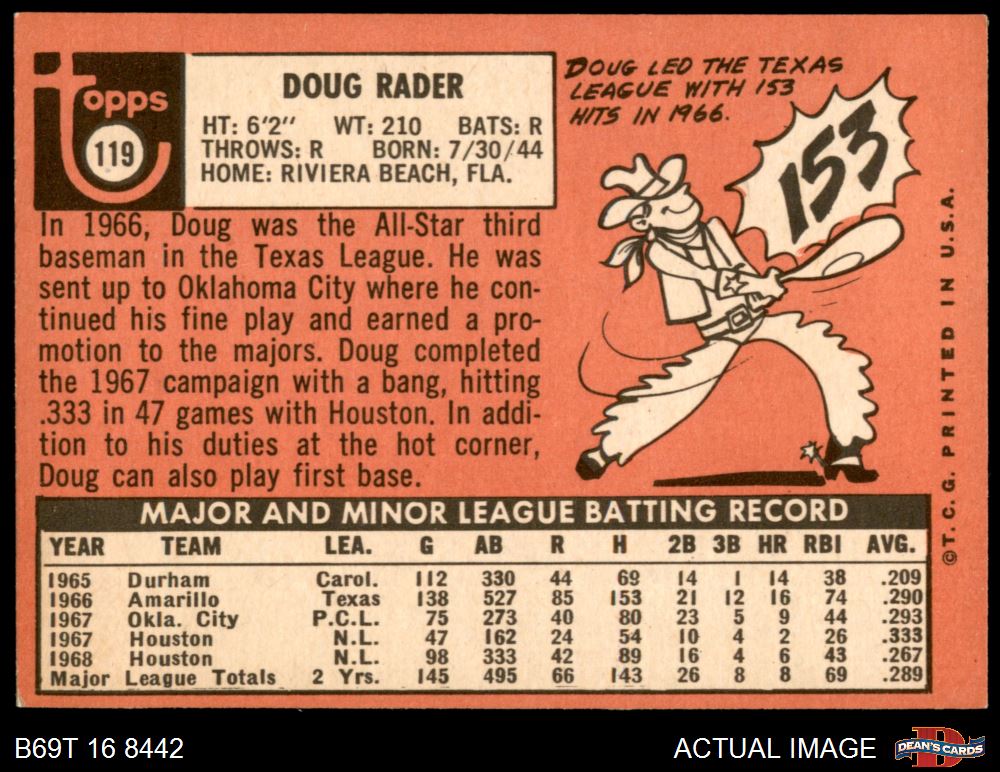 topps
119
DOUG RADER
HT: 6'2" WT: 210 BATS: R
THROWS: R BORN: 7/30/44
HOME: RIVIERA BEACH, FLA.
DOUG LED THE TEXAS
LEAGUE WITH 153
HITS IN 1966.
153
In 1966, Doug was the All-Star third
baseman in the Texas League. He was
sent up to Oklahoma City where he con-
tinued his fine play and earned a pro-
motion to the majors. Doug completed
the 1967 campaign with a bang, hitting
.333 in 47 games with Houston. In addi-
tion to his duties at the hot corner,
Doug can also play first base.
MAJOR AND MINOR LEAGUE BATTING RECORD
YEAR TEAM LEA. G AB R H 2B 3B HR RBI AVG.
1965 Durham Carol. 112 330 44 69 14 1 14 38 .209
1966 Amarillo Texas 138 527 85 153 21 12 16 74 .290
1967 Okla. City P.C.L. 75 273 40 80 23 5 9 44 .293
1967 Houston N.L. 47 162 24 54 10 4 2 26 .333
1968 Houston N.L. 98 333 42 89 16 4 6 43 .267
Major League Totals 2 Yrs. 145 495 66 143 26 8 8 69 .289
©T.C.G. PRINTED IN U.S.A.
B69T 16 8442
ACTUAL IMAGE
DEAN'S CARDS